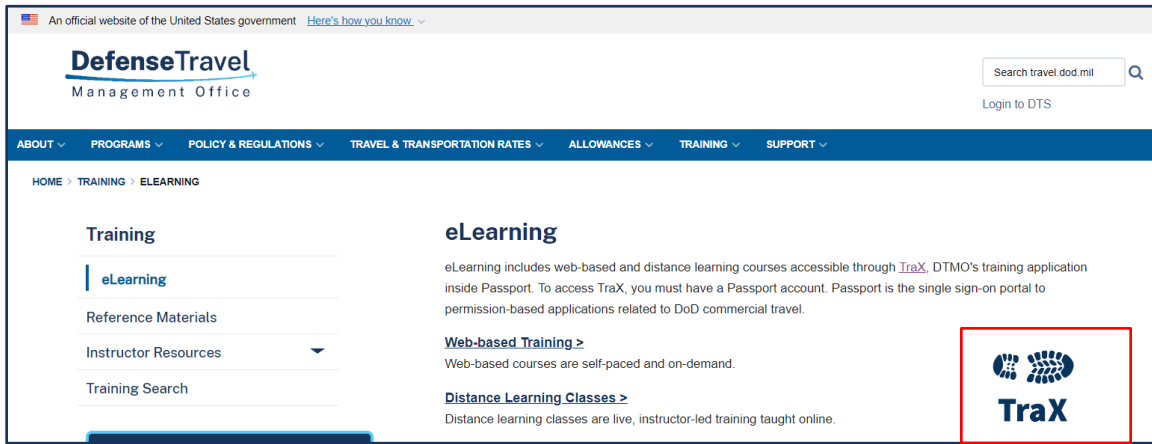 An official website of the United States government Here's how you know
DefenseTravel
Management Office
Search travel.dod.mil
Login to DTS
ABOUT PROGRAMS POLICY & REGULATIONS TRAVEL & TRANSPORTATION RATES ALLOWANCES TRAINING SUPPORT
HOME > TRAINING > ELEARNING
Training
eLearning
Reference Materials
Instructor Resources
Training Search
eLearning
eLearning includes web-based and distance learning courses accessible through TraX, DTMO's training application
inside Passport. To access TraX, you must have a Passport account. Passport is the single sign-on portal to
permission-based applications related to DoD commercial travel.
Web-based Training >
Web-based courses are self-paced and on-demand.
Distance Learning Classes >
Distance learning classes are live, instructor-led training taught online.
TraX